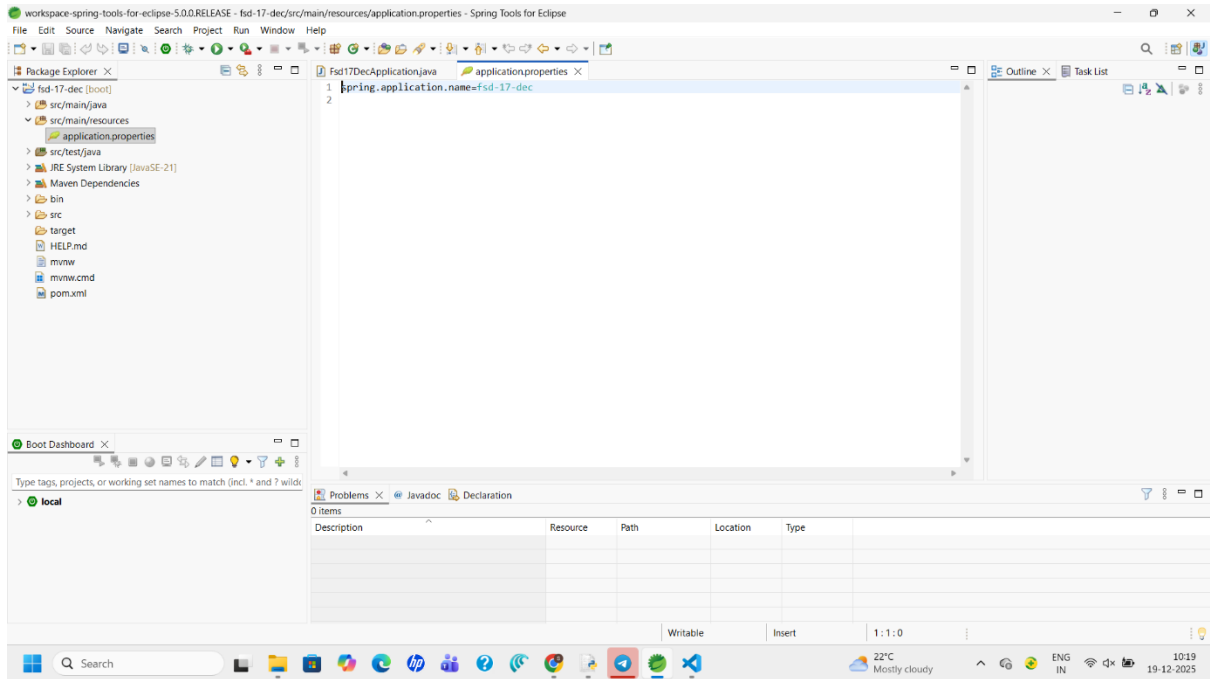 workspace-spring-tools-for-eclipse-5.0.0.RELEASE - fsd-17-dec/src/main/resources/application.properties - Spring Tools for Eclipse
File Edit Source Navigate Search Project Run Window Help
Package Explorer
fsd-17-dec [boot]
src/main/java
src/main/resources
application.properties
src/test/java
JRE System Library [JavaSE-21]
Maven Dependencies
bin
src
target
HELP.md
mvnw
mvnw.cmd
pom.xml
Fsd17DecApplication.java application.properties
1 spring.application.name=fsd-17-dec
2
Outline Task List
Boot Dashboard
Type tags, projects, or working set names to match (incl. * and ? wildc
local
Problems Javadoc Declaration
0 items
Description Resource Path Location Type
Writable Insert 1 : 1 : 0
Search
22°C
Mostly cloudy
ENG
IN
10:19
19-12-2025